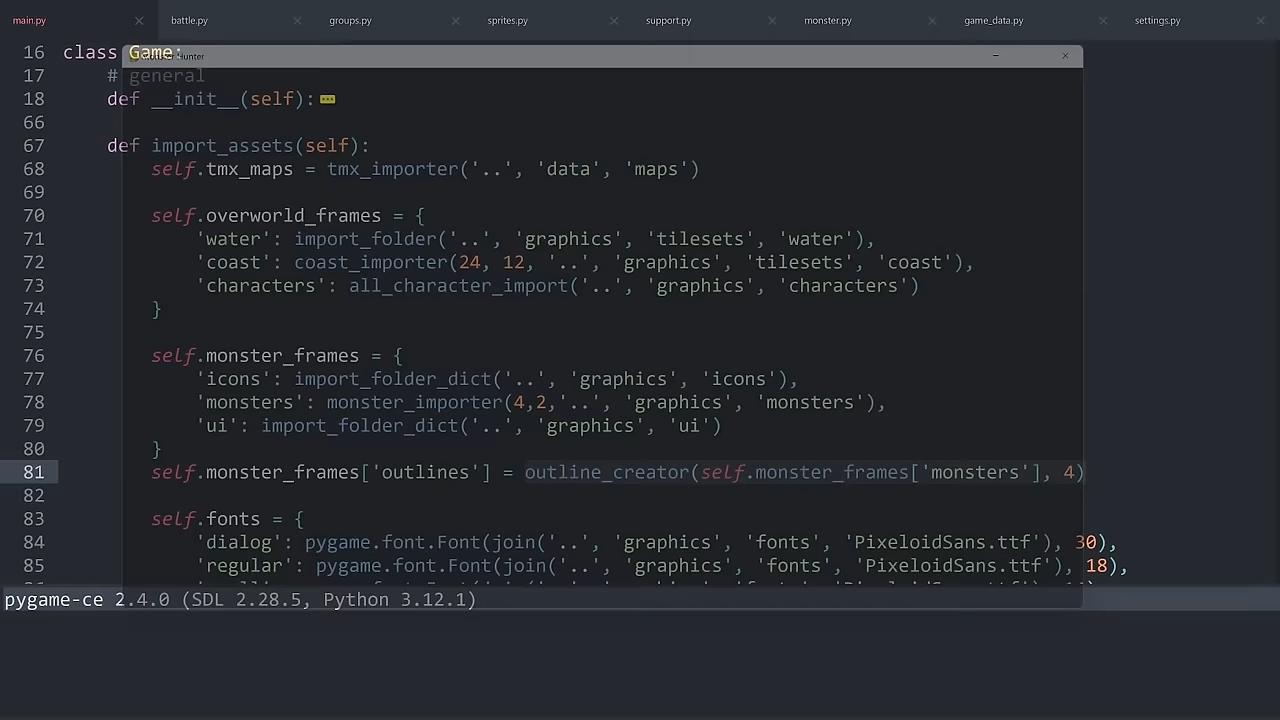 main.py battle.py groups.py sprites.py support.py monster.py game_data.py settings.py
16 class Game:
Hunter
17 # general
18 def __init__(self):
66
67 def import_assets(self):
68 self.tmx_maps = tmx_importer('..', 'data', 'maps')
69
70 self.overworld_frames = {
71 'water': import_folder('..', 'graphics', 'tilesets', 'water'),
72 'coast': coast_importer(24, 12, '..', 'graphics', 'tilesets', 'coast'),
73 'characters': all_character_import('..', 'graphics', 'characters')
74 }
75
76 self.monster_frames = {
77 'icons': import_folder_dict('..', 'graphics', 'icons'),
78 'monsters': monster_importer(4,2,'..', 'graphics', 'monsters'),
79 'ui': import_folder_dict('..', 'graphics', 'ui')
80 }
81 self.monster_frames['outlines'] = outline_creator(self.monster_frames['monsters'], 4)
82
83 self.fonts = {
84 'dialog': pygame.font.Font(join('..', 'graphics', 'fonts', 'PixeloidSans.ttf'), 30),
85 'regular': pygame.font.Font(join('..', 'graphics', 'fonts', 'PixeloidSans.ttf'), 18),
pygame-ce 2.4.0 (SDL 2.28.5, Python 3.12.1)